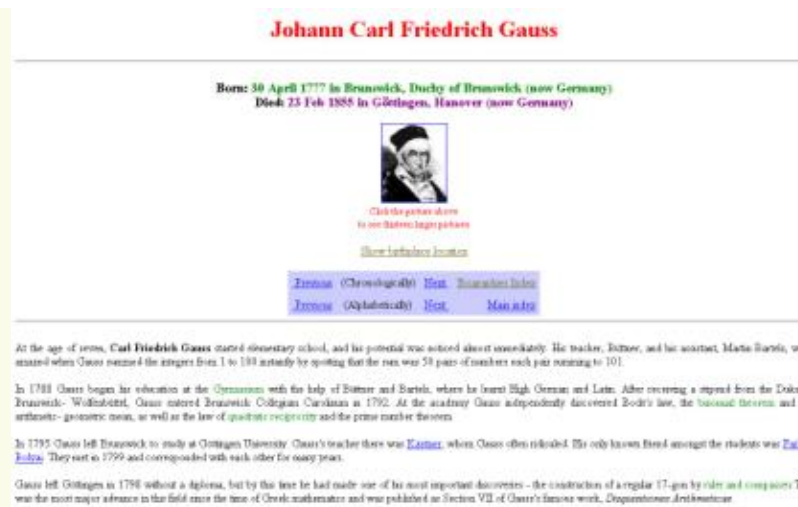 Johann Carl Friedrich Gauss
Born: 30 April 1777 in Brunswick, Duchy of Brunswick (now Germany)
Died: 23 Feb 1855 in Göttingen, Hanover (now Germany)
Click the picture above
to see thirteen larger pictures
Show birthplace location
Previous (Chronologically) Next Biographies Index
Previous (Alphabetically) Next Main index
At the age of seven, Carl Friedrich Gauss started elementary school, and his potential was noticed almost immediately. His teacher, Büttner, and his assistant, Martin Bartels, w
amazed when Gauss summed the integers from 1 to 100 instantly by spotting that the sum was 50 pairs of numbers each pair summing to 101.
In 1788 Gauss began his education at the Gymnasium with the help of Büttner and Bartels, where he learnt High German and Latin. After receiving a stipend from the Duke
Brunswick- Wolfenbüttel, Gauss entered Brunswick Collegium Carolinum in 1792. At the academy Gauss independently discovered Bode's law, the binomial theorem and
arithmetic- geometric mean, as well as the law of quadratic reciprocity and the prime number theorem.
In 1795 Gauss left Brunswick to study at Göttingen University. Gauss's teacher there was Kästner, whom Gauss often ridiculed. His only known friend amongst the students was Fa
Bolyai. They met in 1799 and corresponded with each other for many years.
Gauss left Göttingen in 1798 without a diploma, but by this time he had made one of his most important discoveries - the construction of a regular 17-gon by ruler and compasses T
was the most major advance in this field since the time of Greek mathematics and was published as Section VII of Gauss's famous work, Disquisitiones Arithmeticae